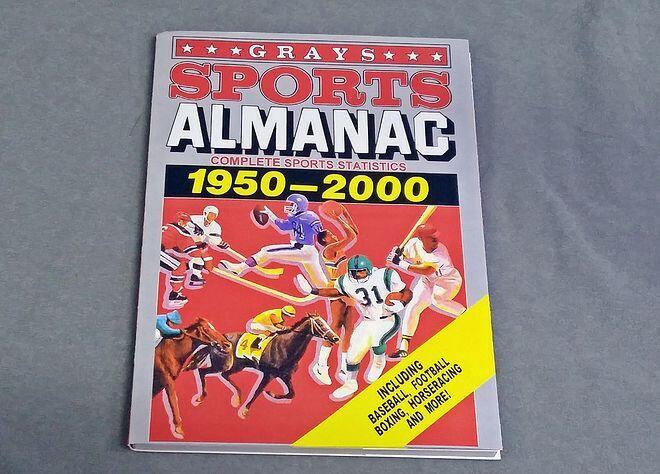 GRAYS
SPORTS
ALMANAC
COMPLETE SPORTS STATISTICS
1950-2000
31
INCLUDING
BASEBALL, FOOTBALL
BOXING, HORSERACING
AND MORE!